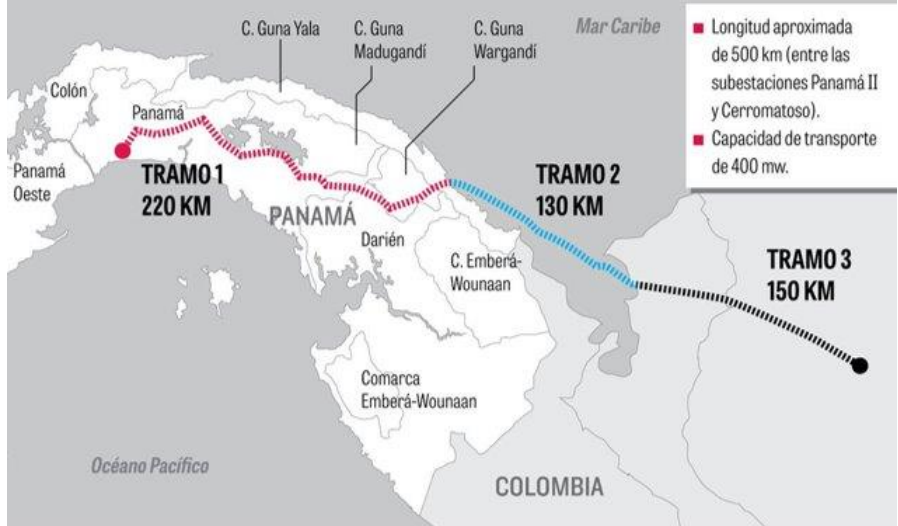 C. Guna Yala
C. Guna
Madugandí
C. Guna
Wargandí
Mar Caribe
Longitud aproximada
de 500 km (entre las
subestaciones Panamá II
y Cerromatoso).
Capacidad de transporte
de 400 mw.
Colón
Panamá
Panamá
Oeste
TRAMO 1
220 KM
PANAMÁ
TRAMO 2
130 KM
Darién
C. Emberá-
Wounaan
TRAMO 3
150 KM
Comarca
Emberá-Wounaan
Océano Pacífico
COLOMBIA